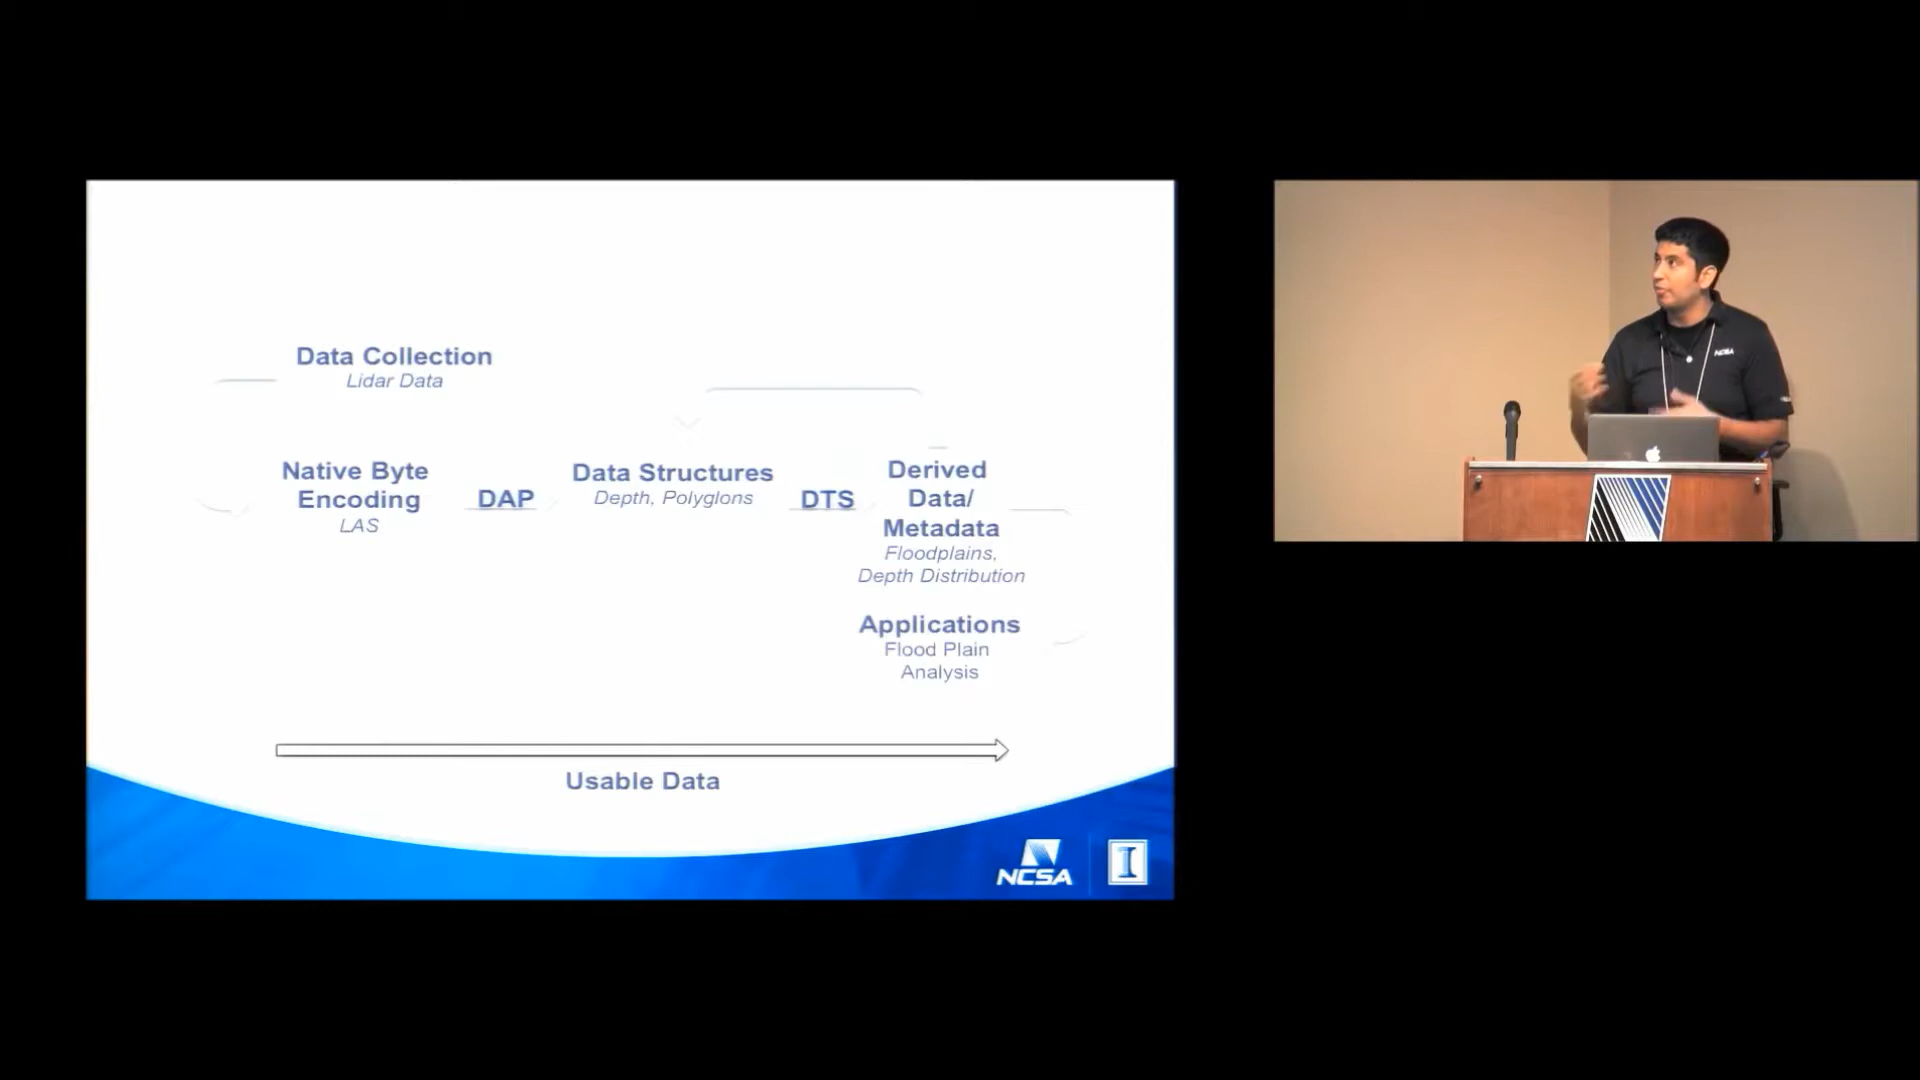 Data Collection
Lidar Data
Native Byte
Encoding
LAS
DAP
Data Structures
Depth, Polyglons
DTS
Derived
Data/
Metadata
Floodplains,
Depth Distribution
Applications
Flood Plain
Analysis
Usable Data
NCSA
I
NCSA